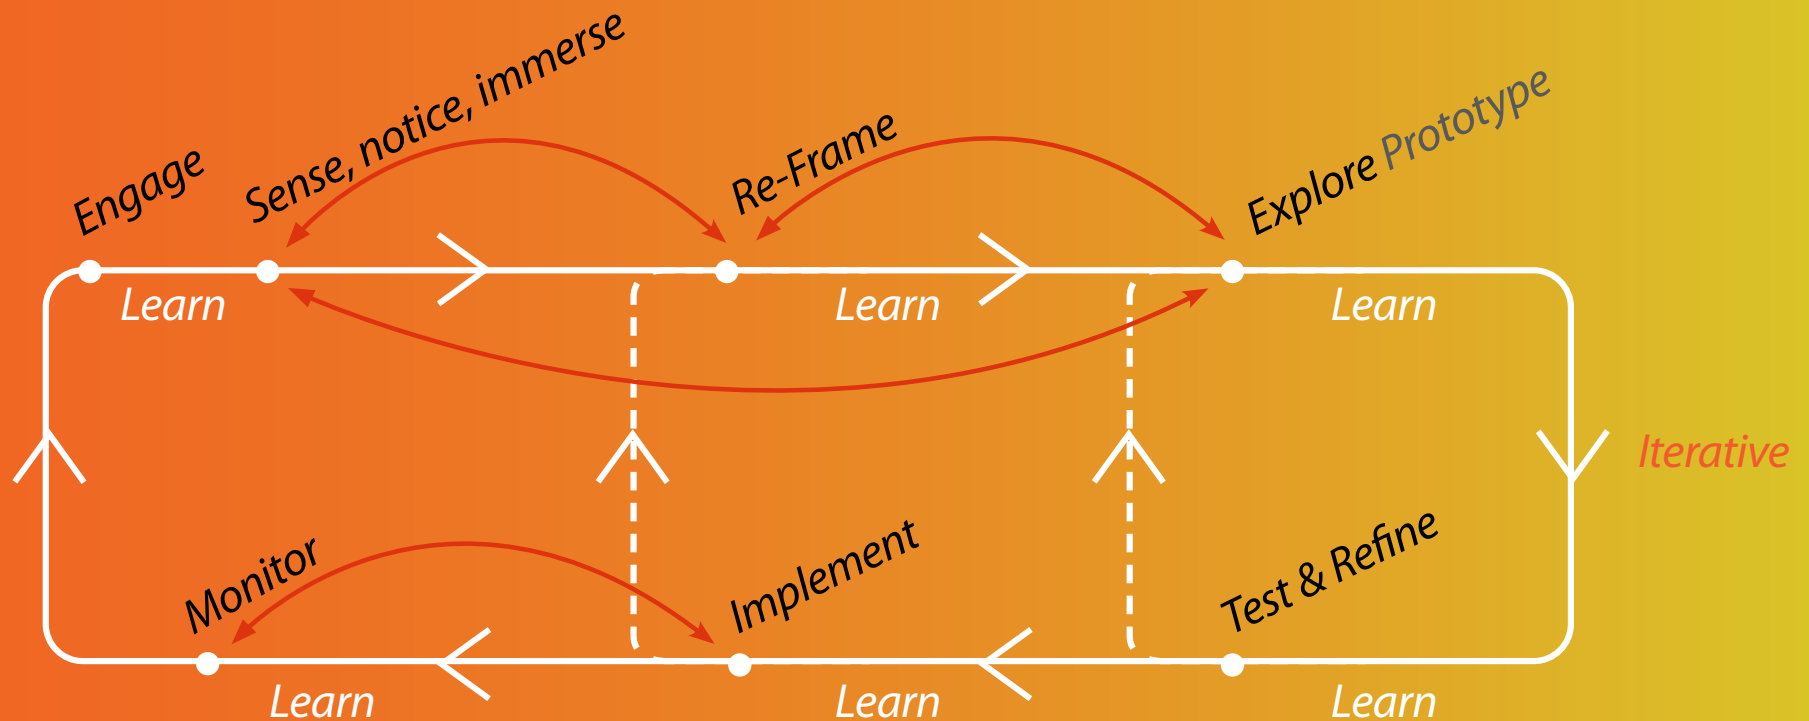 Engage
Sense, notice, immerse
Re-Frame
Explore Prototype
Learn
Learn
Learn
Iterative
Monitor
Implement
Test & Refine
Learn
Learn
Learn